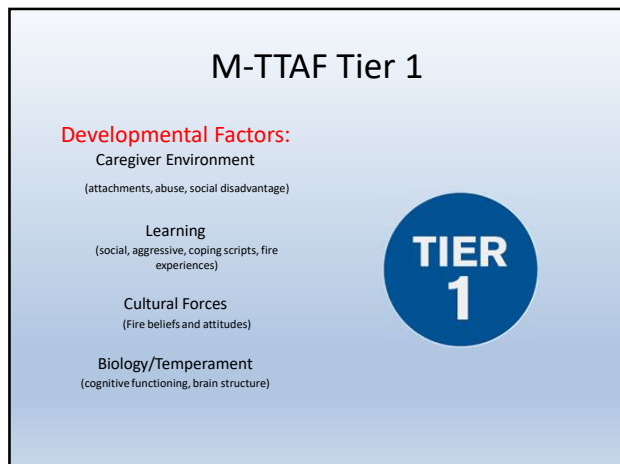 M-TTAF Tier 1
Developmental Factors:
Caregiver Environment
(attachments, abuse, social disadvantage)
Learning
(social, aggressive, coping scripts, fire
experiences)
Cultural Forces
(Fire beliefs and attitudes)
Biology/Temperament
(cognitive functioning, brain structure)
TIER
1